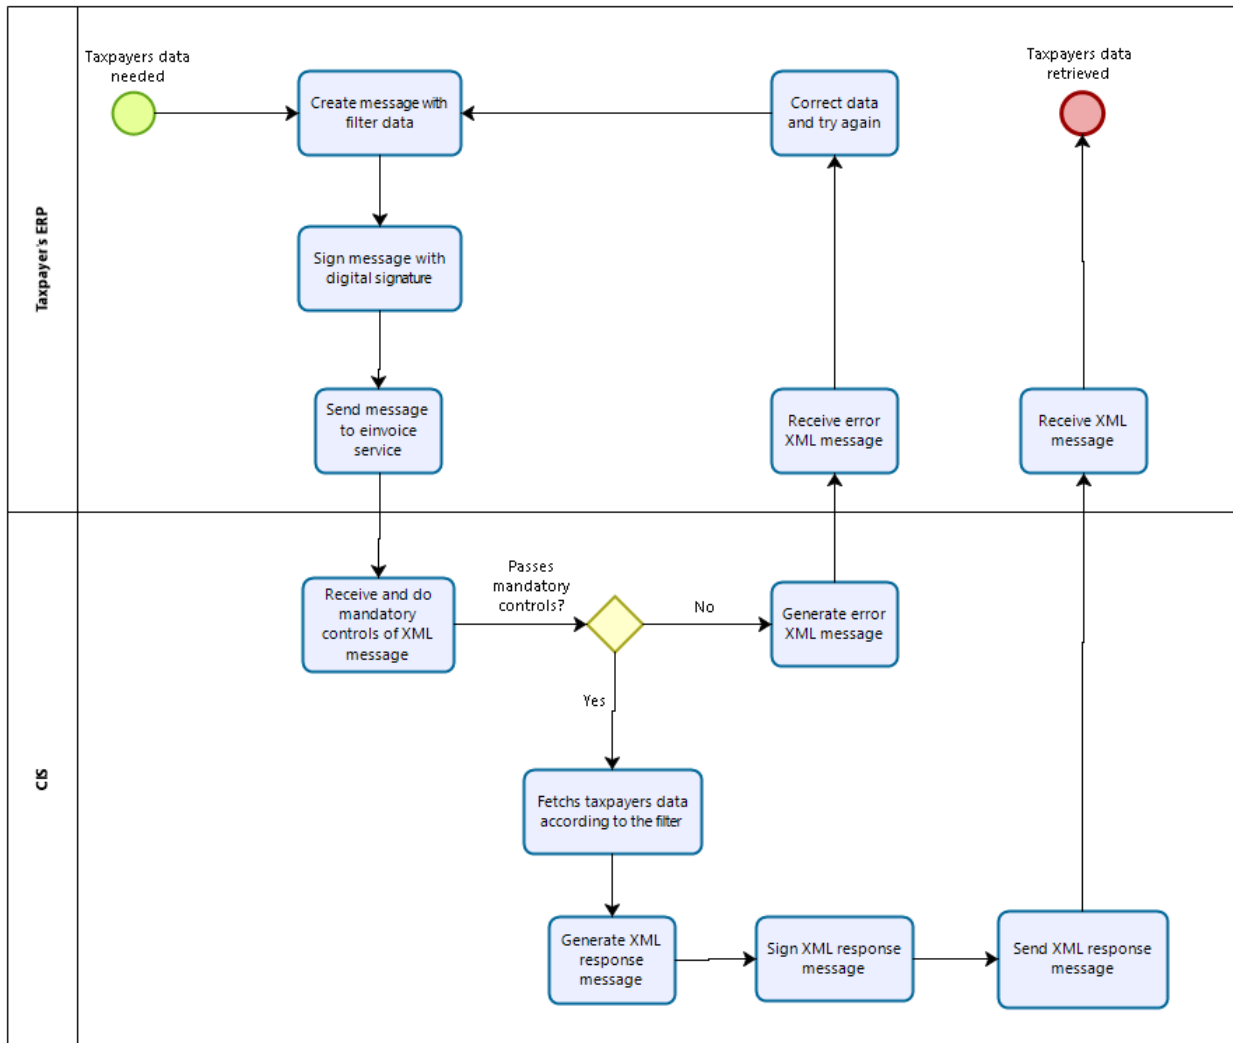 Taxpayer's ERP
Taxpayers data
needed
Create message with
filter data
Correct data
and try again
Taxpayers data
retrieved
Sign message with
digital signature
Send message
to einvoice
service
Receive error
XML message
Receive XML
message
CIS
Receive and do
mandatory
controls of XML
message
Passes
mandatory
controls?
No
Generate error
XML message
Yes
Fetchs taxpayers data
according to the filter
Generate XML
response
message
Sign XML response
message
Send XML response
message